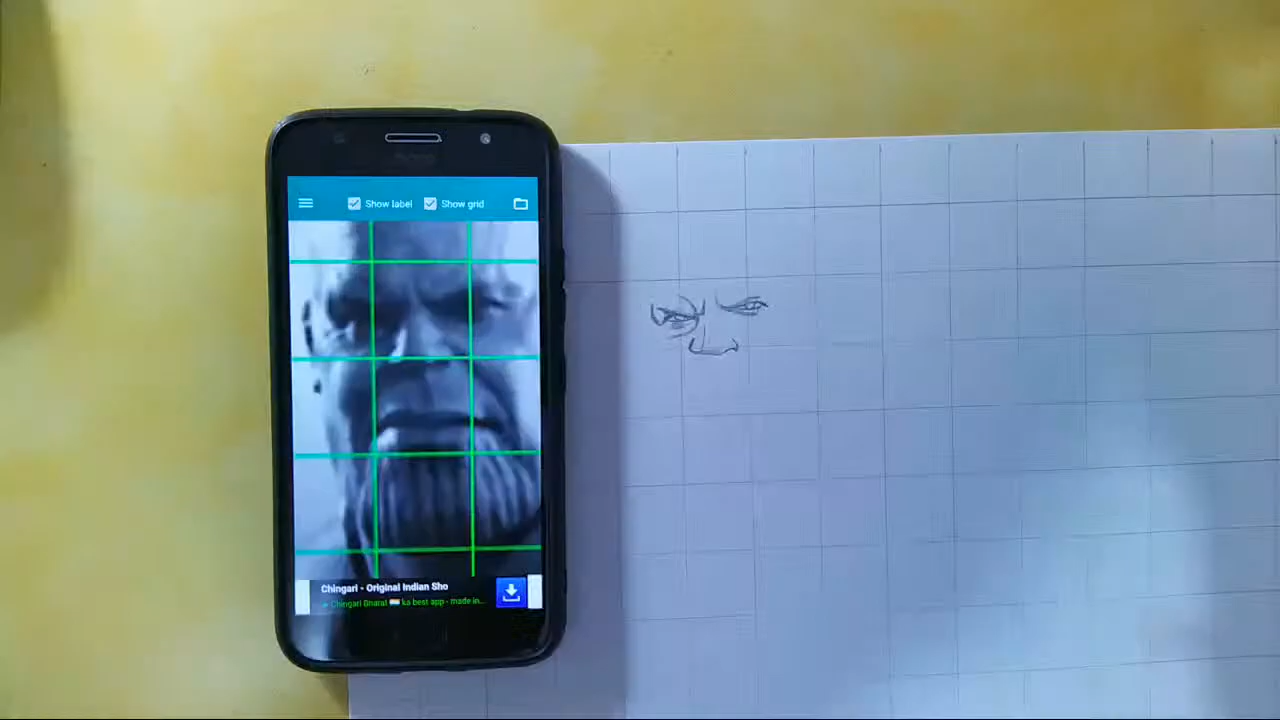 Show label Show grid
Chingari - Original Indian Sho
Chingari Bharat 🇮🇳 ka best app - made in...